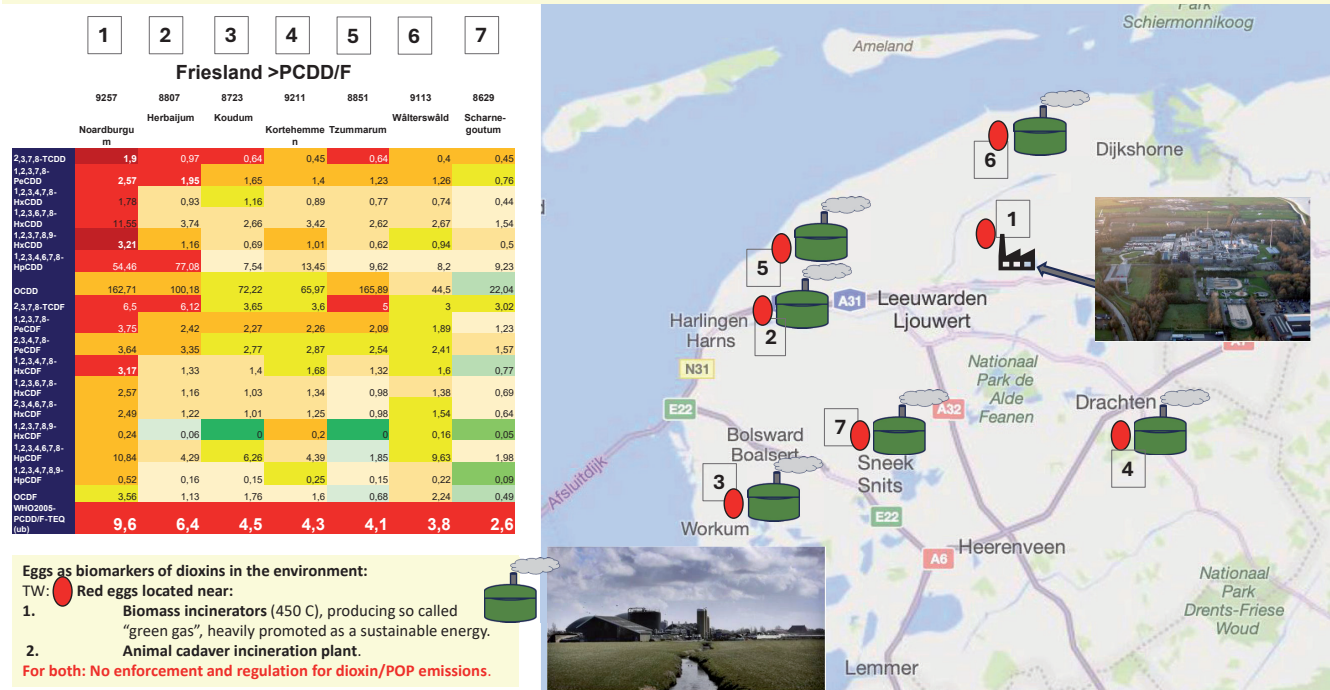 1 2 3 4 5 6 7
Friesland >PCDD/F
9257 8807 8723 9211 8851 9113 8629
Noardburgu
m
Herbaijum
Koudum
Kortehemme
n
Tzummarum
Wâlterswâld
Scharne-
goutum
2,3,7,8-TCDD 1,9 0,97 0,64 0,45 0,64 0,4 0,45
1,2,3,7,8-
PeCDD 2,57 1,95 1,65 1,4 1,23 1,26 0,76
1,2,3,4,7,8-
HxCDD 1,78 0,93 1,16 0,89 0,77 0,74 0,44
1,2,3,6,7,8-
HxCDD 11,55 3,74 2,66 3,42 2,62 2,67 1,54
1,2,3,7,8,9-
HxCDD 3,21 1,16 0,69 1,01 0,62 0,94 0,5
1,2,3,4,6,7,8-
HpCDD 54,46 77,08 7,54 13,45 9,62 8,2 9,23
OCDD 162,71 100,18 72,22 65,97 165,89 44,5 22,04
2,3,7,8-TCDF 6,5 6,12 3,65 3,6 5 3 3,02
1,2,3,7,8-
PeCDF 3,75 2,42 2,27 2,26 2,09 1,89 1,23
2,3,4,7,8-
PeCDF 3,64 3,35 2,77 2,87 2,54 2,41 1,57
1,2,3,4,7,8-
HxCDF 3,17 1,33 1,4 1,68 1,32 1,6 0,77
1,2,3,6,7,8-
HxCDF 2,57 1,16 1,03 1,34 0,98 1,38 0,69
2,3,4,6,7,8-
HxCDF 2,49 1,22 1,01 1,25 0,98 1,54 0,64
1,2,3,7,8,9-
HxCDF 0,24 0,06 0 0,2 0 0,16 0,05
1,2,3,4,6,7,8-
HpCDF 10,84 4,29 6,26 4,39 1,85 9,63 1,98
1,2,3,4,7,8,9-
HpCDF 0,52 0,16 0,15 0,25 0,15 0,22 0,09
OCDF 3,56 1,13 1,76 1,6 0,68 2,24 0,49
WHO2005-
PCDD/F-TEQ
(ub) 9,6 6,4 4,5 4,3 4,1 3,8 2,6
Eggs as biomarkers of dioxins in the environment:
TW: Red eggs located near:
1. Biomass incinerators (450 C), producing so called
"green gas", heavily promoted as a sustainable energy.
2. Animal cadaver incineration plant.
For both: No enforcement and regulation for dioxin/POP emissions.
Park
Schiermonnikoog
Ameland
6
Dijkshorne
1
5
A31
Leeuwarden
Ljouwert
Harlingen
Harns
2
N31
Nationaal
Park de
Alde
Feanen
A7
E22
A32
Drachten
7
Bolsward
Boalsert
Sneek
Snits
4
Afsluitdijk
3
Workum
E22
A6
Heerenveen
Nationaal
Park
Drents-Friese
Woud
Lemmer